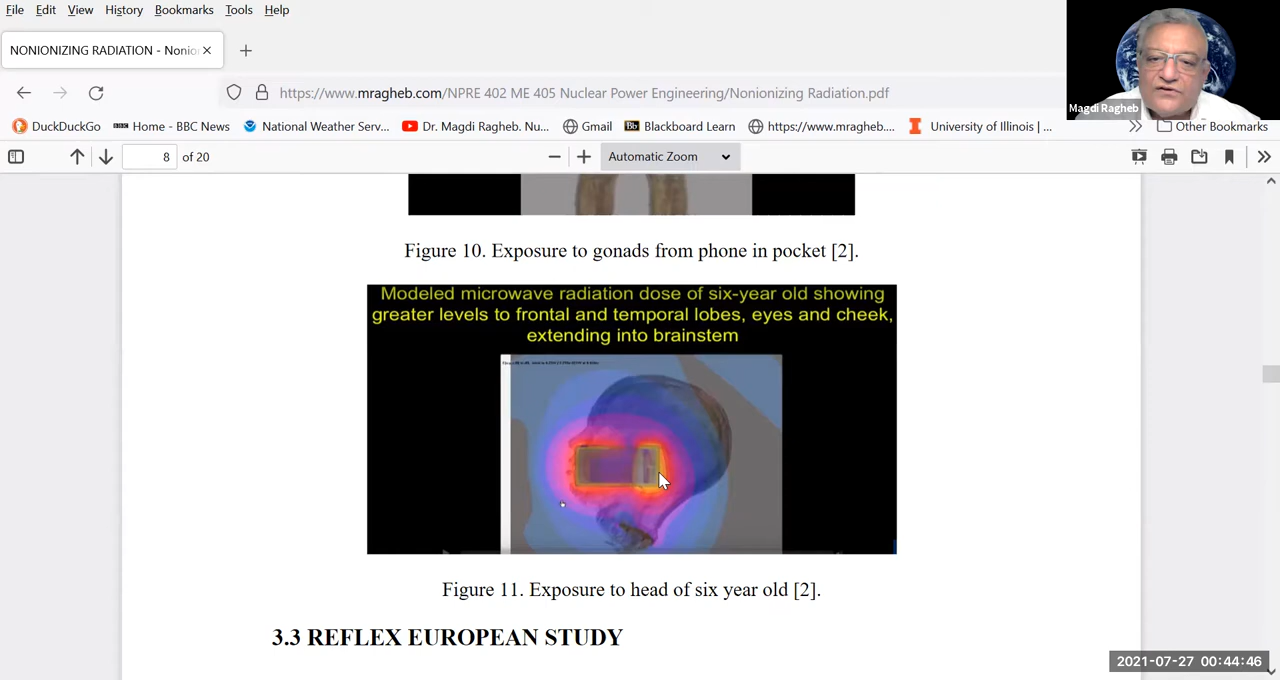 File Edit View History Bookmarks Tools Help
NONIONIZING RADIATION - Nonio
https://www.mragheb.com/NPRE 402 ME 405 Nuclear Power Engineering/Nonionizing Radiation.pdf
Magdi Ragheb
DuckDuckGo BBC Home - BBC News National Weather Serv... Dr. Magdi Ragheb. Nu... Gmail Bb Blackboard Learn https://www.mragheb.... University of Illinois |... Other Bookmarks
8 of 20 Automatic Zoom
Figure 10. Exposure to gonads from phone in pocket [2].
Modeled microwave radiation dose of six-year old showing
greater levels to frontal and temporal lobes, eyes and cheek,
extending into brainstem
Figure 11. Exposure to head of six year old [2].
3.3 REFLEX EUROPEAN STUDY
2021-07-27 00:44:46